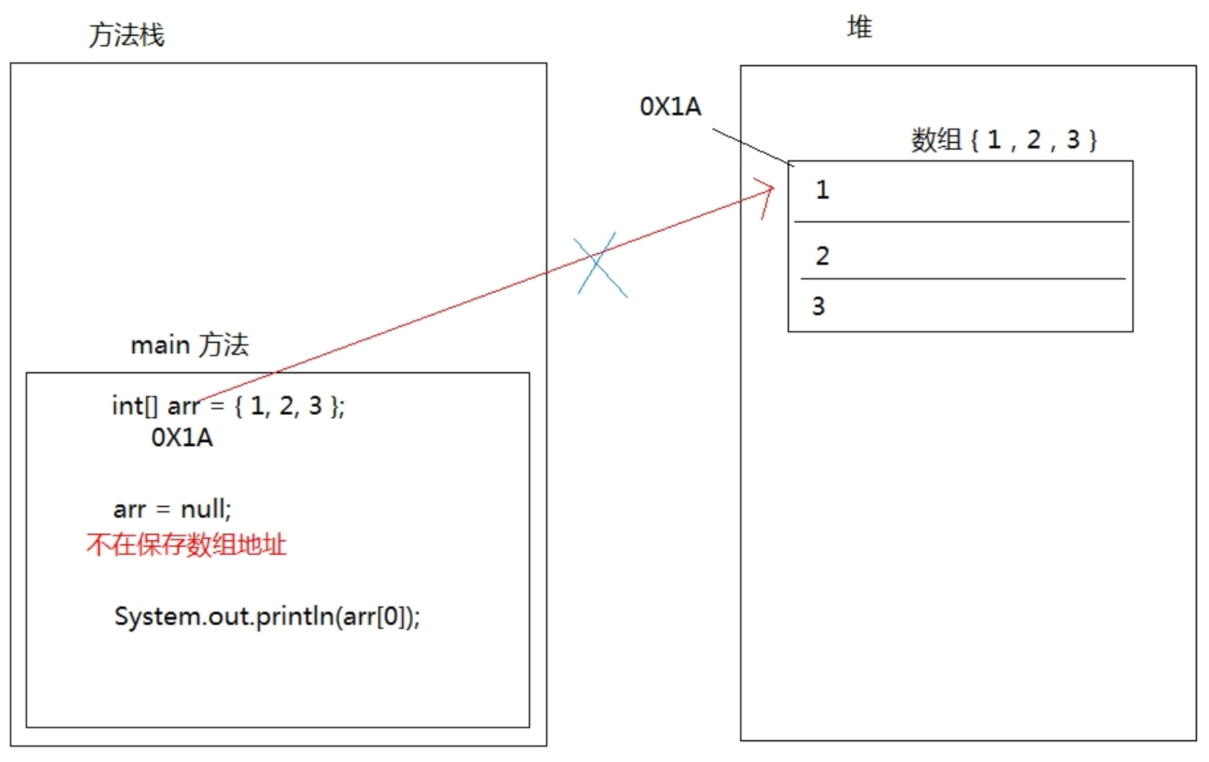 方法栈
堆
0X1A
数组 { 1 , 2 , 3 }
1
2
3
main 方法
int[] arr = { 1, 2, 3 };
0X1A
arr = null;
不在保存数组地址
System.out.println(arr[0]);